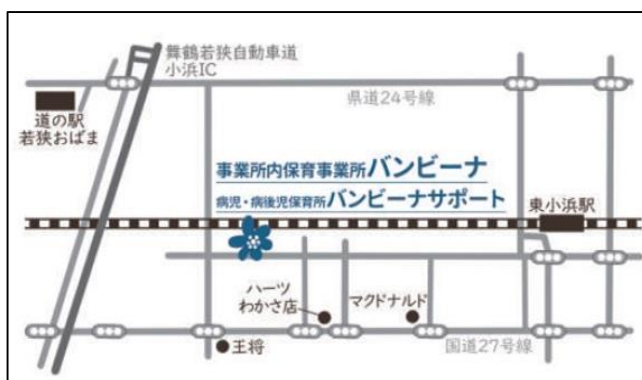 舞鶴若狭自動車道
小浜IC
道の駅
若狭おばま
県道24号線
事業所内保育事業所バンビーナ
病児・病後児保育所バンビーナサポート
東小浜駅
ハーツ
わかさ店
マクドナルド
王将
国道27号線